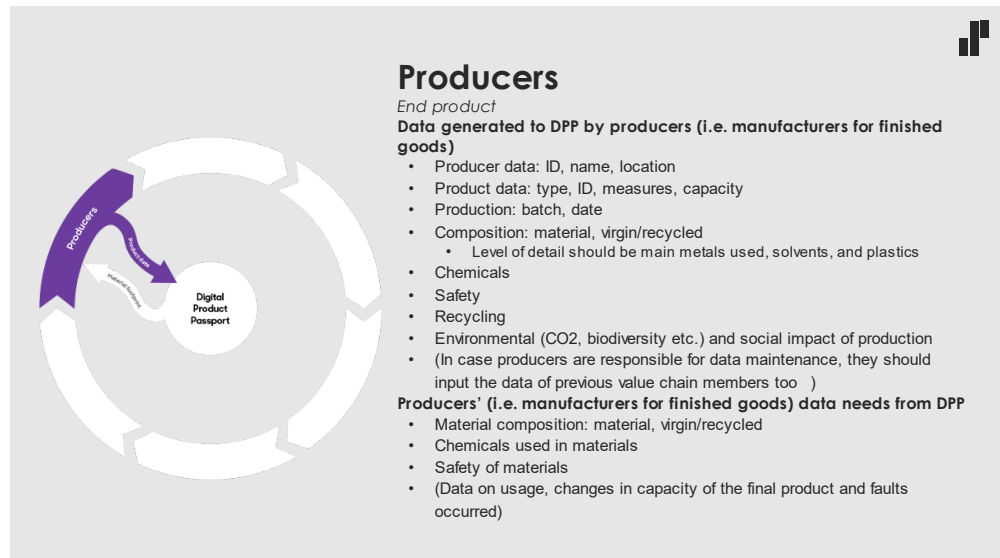 Producers
End product
Data generated to DPP by producers (i.e. manufacturers for finished
goods)
• Producer data: ID, name, location
• Product data: type, ID, measures, capacity
• Production: batch, date
• Composition: material, virgin/recycled
• Level of detail should be main metals used, solvents, and plastics
• Chemicals
• Safety
• Recycling
• Environmental (CO2, biodiversity etc.) and social impact of production
• (In case producers are responsible for data maintenance, they should
input the data of previous value chain members too )
Producers’ (i.e. manufacturers for finished goods) data needs from DPP
• Material composition: material, virgin/recycled
• Chemicals used in materials
• Safety of materials
• (Data on usage, changes in capacity of the final product and faults
occurred)
Producers
Product data
Material footprint
Digital
Product
Passport